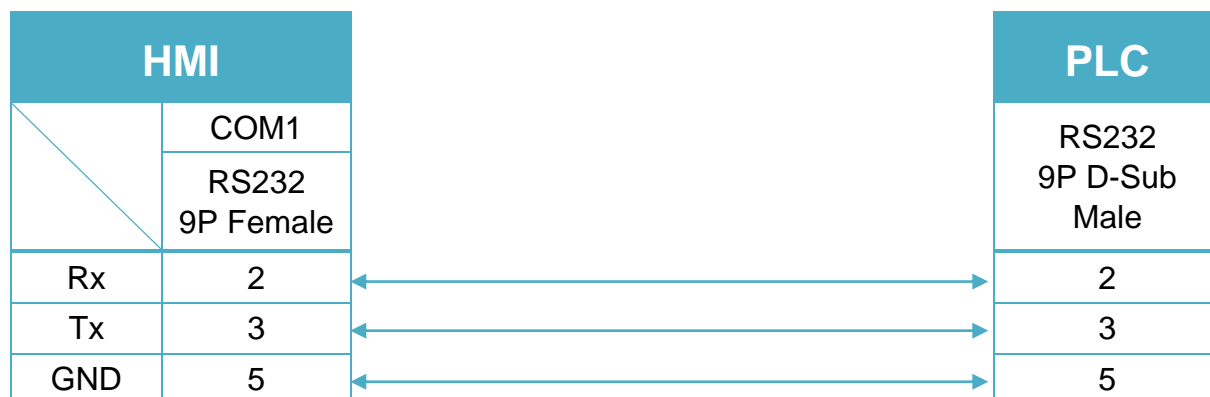 HMI
PLC
COM1
RS232
9P Female
RS232
9P D-Sub
Male
Rx 2 2
Tx 3 3
GND 5 5